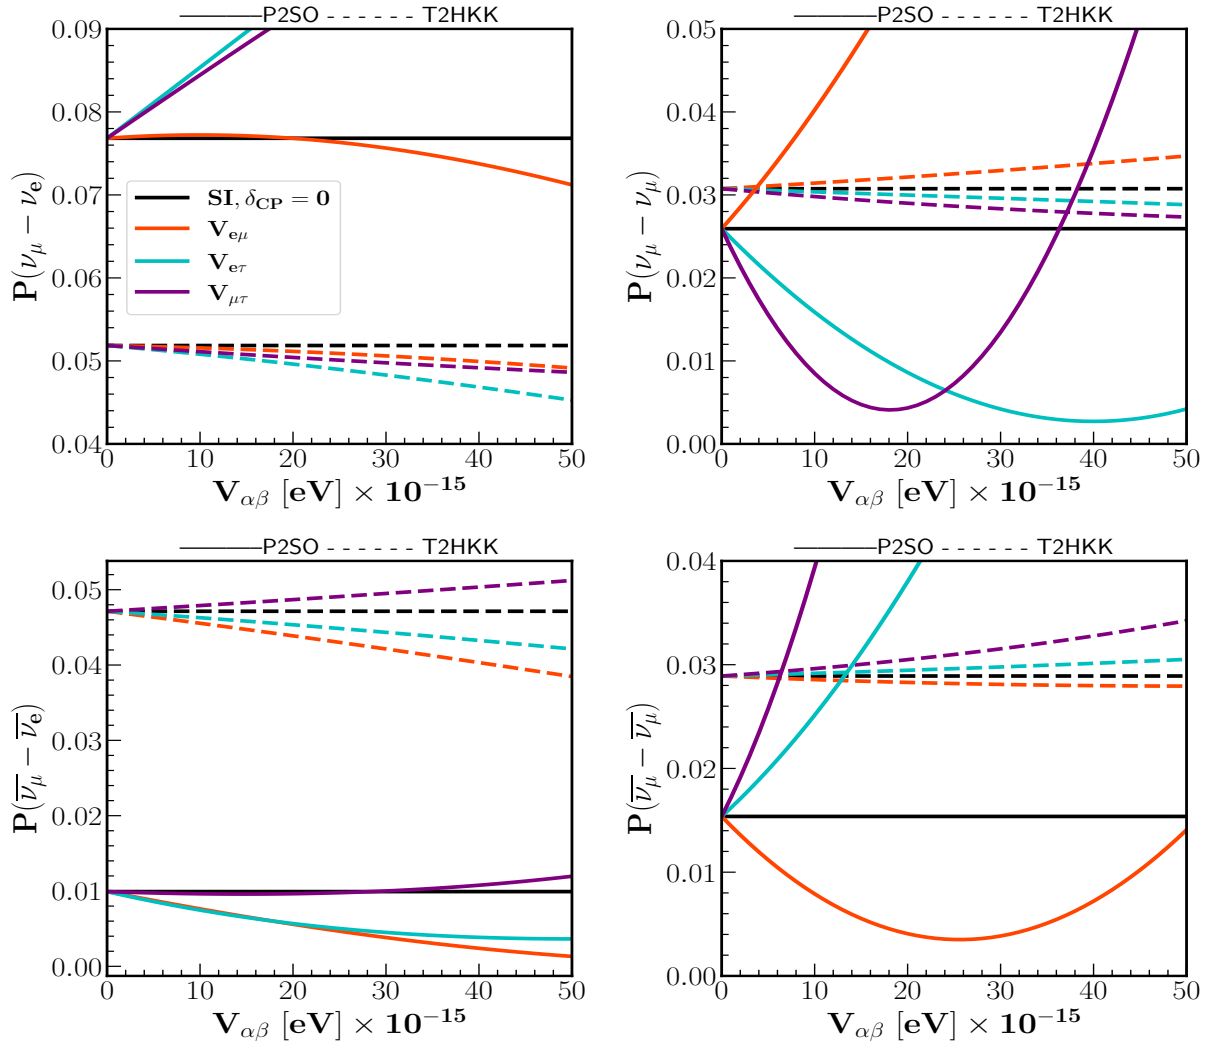 ———P2SO - - - - - - T2HKK
P(ν_μ − ν_e)
0.09
0.08
0.07
0.06
0.05
0.04
SI, δ_CP = 0
V_eμ
V_eτ
V_μτ
0 10 20 30 40 50
V_αβ [eV] × 10^−15
———P2SO - - - - - - T2HKK
P(ν_μ − ν_μ)
0.05
0.04
0.03
0.02
0.01
0.00
0 10 20 30 40 50
V_αβ [eV] × 10^−15
———P2SO - - - - - - T2HKK
P(ν̅_μ − ν̅_e)
0.05
0.04
0.03
0.02
0.01
0.00
0 10 20 30 40 50
V_αβ [eV] × 10^−15
———P2SO - - - - - - T2HKK
P(ν̅_μ − ν̅_μ)
0.04
0.03
0.02
0.01
0.00
0 10 20 30 40 50
V_αβ [eV] × 10^−15